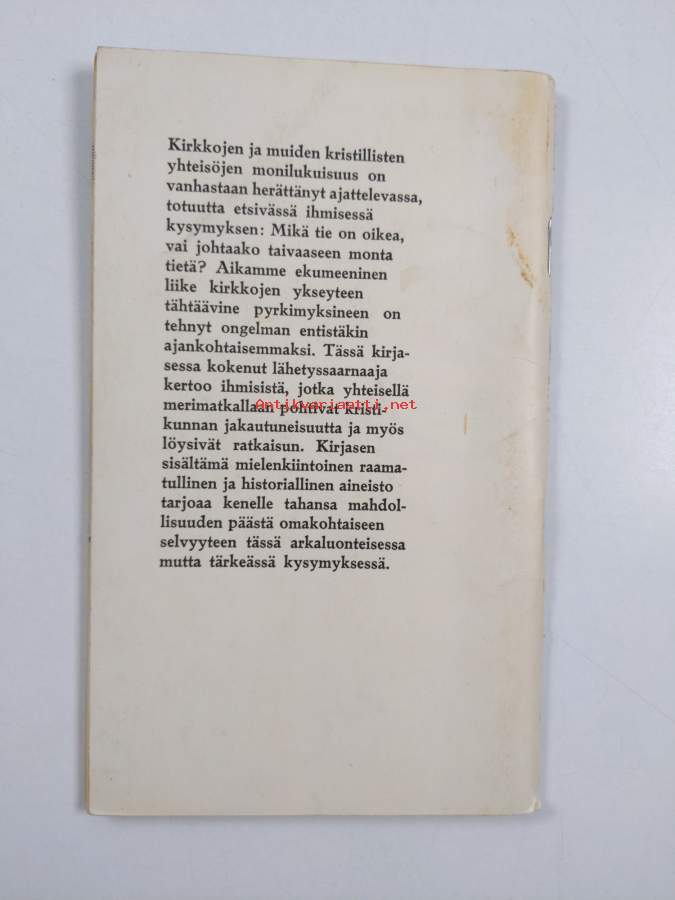 Kirkkojen ja muiden kristillisten
yhteisöjen monilukuisuus on
vanhastaan herättänyt ajattelevassa,
totuutta etsivässä ihmisessä
kysymyksen: Mikä tie on oikea,
vai johtaako taivaaseen monta
tietä? Aikamme ekumeeninen
liike kirkkojen ykseyteen
tähtäävine pyrkimyksineen on
tehnyt ongelman entistäkin
ajankohtaisemmaksi. Tässä kirja-
sessa kokenut lähetyssaarnaaja
kertoo ihmisistä, jotka yhteisellä
merimatkallaan pohtivat kristi-
Antikvariaatti.net
kunnan jakautuneisuutta ja myös
löysivät ratkaisun. Kirjasen
sisältämä mielenkiintoinen raama-
tullinen ja historiallinen aineisto
tarjoaa kenelle tahansa mahdol-
lisuuden päästä omakohtaiseen
selvyyteen tässä arkaluonteisessa
mutta tärkeässä kysymyksessä.